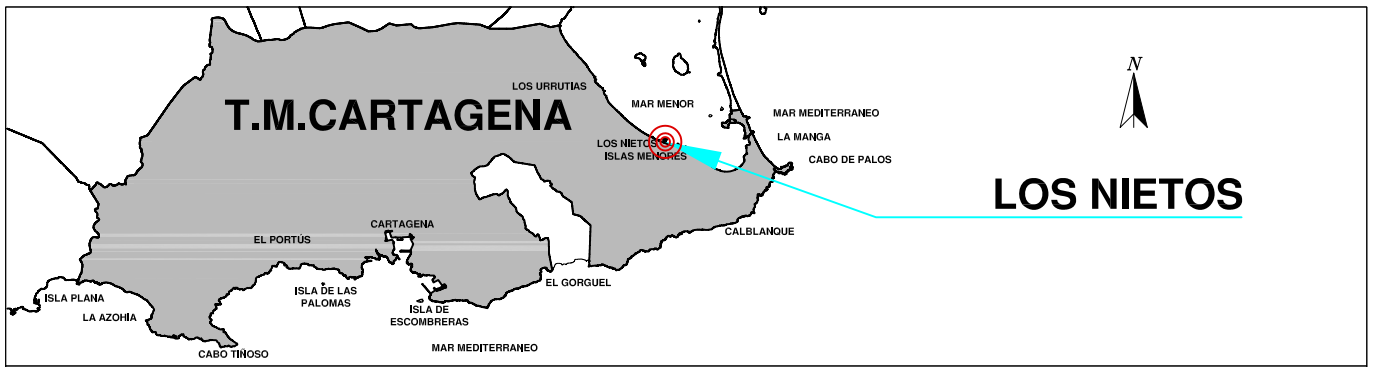 LOS URRUTIAS
MAR MENOR
N
T.M.CARTAGENA
MAR MEDITERRANEO
LA MANGA
LOS NIETOS
ISLAS MENORES
CABO DE PALOS
LOS NIETOS
CARTAGENA
CALBLANQUE
EL PORTÚS
EL GORGUEL
ISLA PLANA
ISLA DE LAS
PALOMAS
LA AZOHÍA
ISLA DE
ESCOMBRERAS
CABO TIÑOSO
MAR MEDITERRANEO